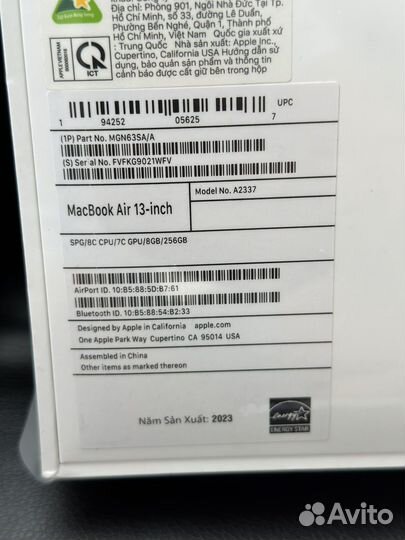 Địa chỉ: Phòng 901, Ngôi Nhà Đức Tại Tp.
Hồ Chí Minh, số 33, đường Lê Duẩn,
Phường Bến Nghé, Quận 1, Thành phố
Hồ Chí Minh, Việt Nam Nước sản xuất
: Trung Quốc Nhà sản xuất: Apple Inc.,
Cupertino, California USA Hướng dẫn sử
dụng, bảo quản sản phẩm và thông tin
cảnh báo được cất giữ bên trong hộp
APPLE VIETNAM
ICT
1 94252 05625 7 UPC
(1P) Part No. MGN63SA/A
(S) Serial No. FVFKG9021WFV
MacBook Air 13-inch
Model No. A2337
SPG/8C CPU/7C GPU/8GB/256GB
AirPort ID. 10:B5:88:5D:B7:61
Bluetooth ID. 10:B5:88:54:B2:33
Designed by Apple in California apple.com
One Apple Park Way Cupertino CA 95014 USA
Assembled in China
Other items as marked thereon
Năm Sản Xuất: 2023
energy
ENERGY STAR
Avito